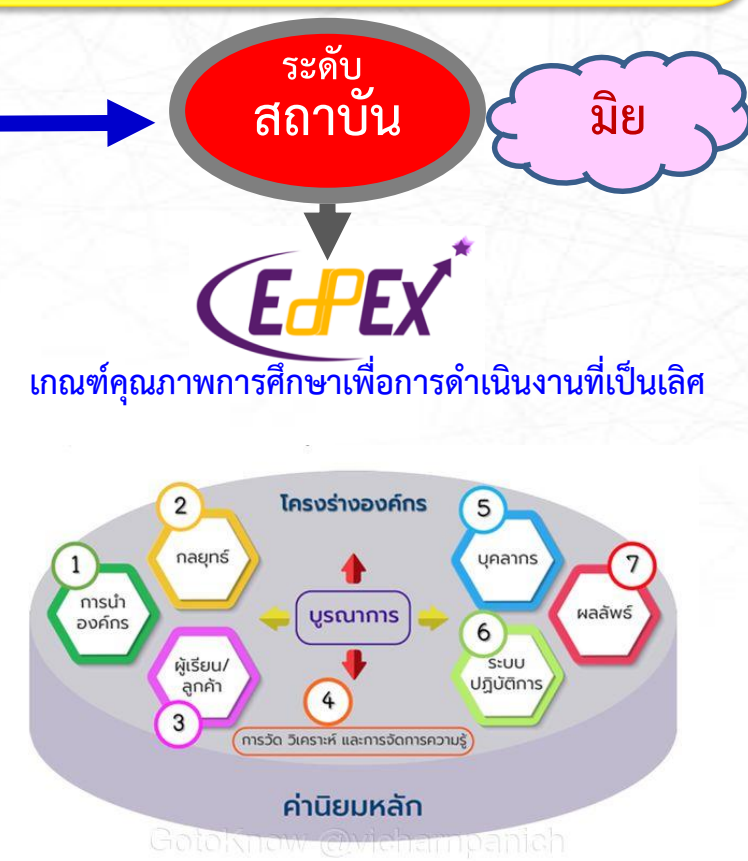 ระดับ
สถาบัน
มิย
EdPEx
เกณฑ์คุณภาพการศึกษาเพื่อการดำเนินงานที่เป็นเลิศ
โครงร่างองค์กร
1
การนำ
องค์กร
2
กลยุทธ์
ผู้เรียน/
ลูกค้า
3
บูรณาการ
4
การวัด วิเคราะห์ และการจัดการความรู้
5
บุคลากร
6
ระบบ
ปฏิบัติการ
7
ผลลัพธ์
ค่านิยมหลัก
GotoKnow @vicharnpanich